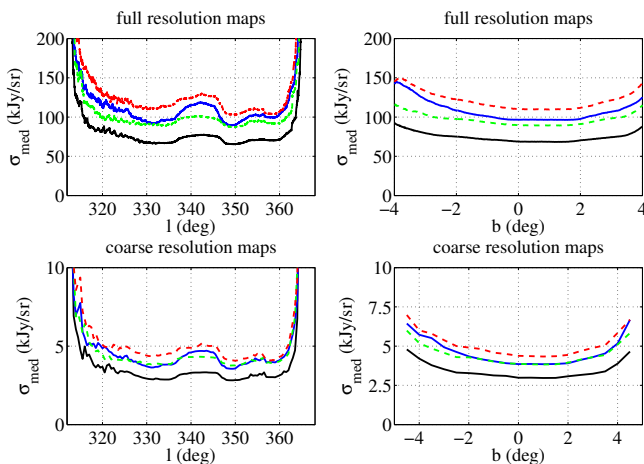 full resolution maps
200
150
100
50
0
σmed (kJy/sr)
320 330 340 350 360
l (deg)
full resolution maps
200
150
100
50
0
σmed (kJy/sr)
−4 −2 0 2 4
b (deg)
coarse resolution maps
10
5
0
σmed (kJy/sr)
320 330 340 350 360
l (deg)
coarse resolution maps
10
7.5
5
2.5
0
σmed (kJy/sr)
−4 −2 0 2 4
b (deg)